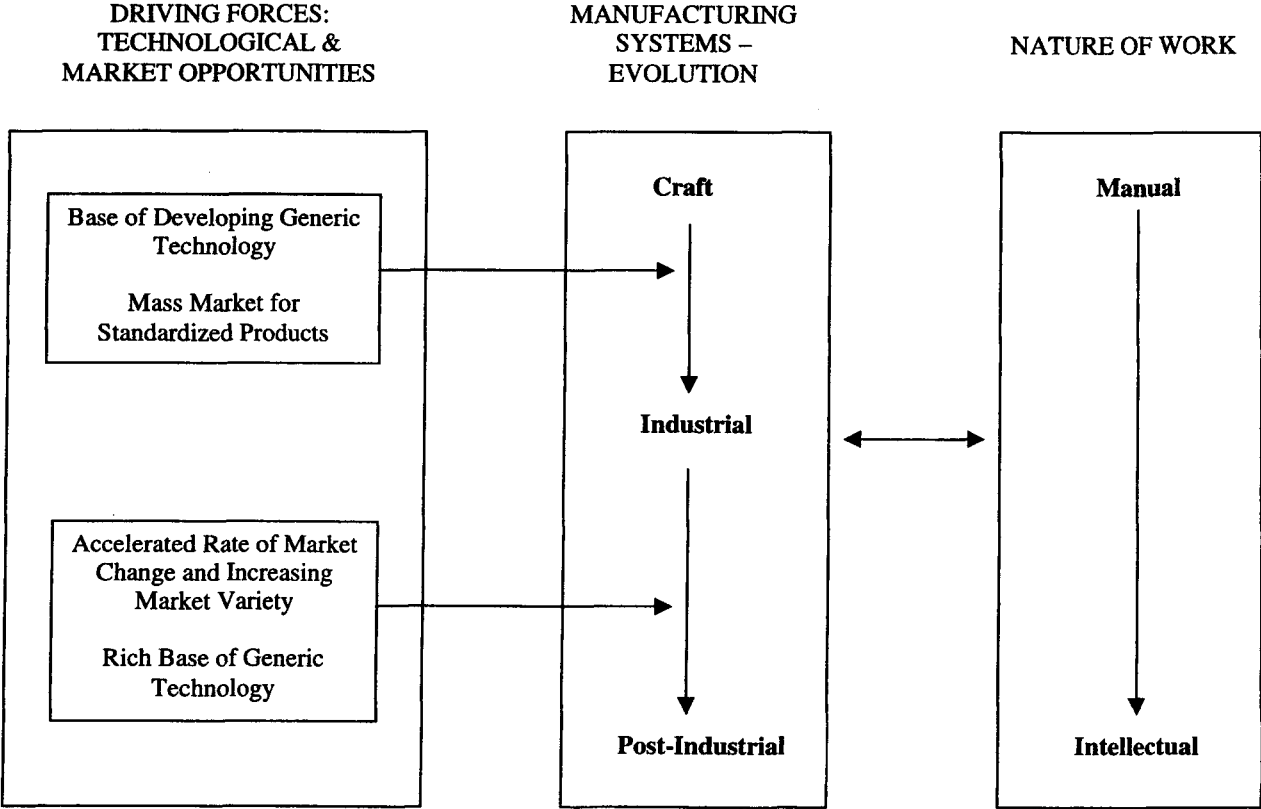 DRIVING FORCES:
TECHNOLOGICAL &
MARKET OPPORTUNITIES
MANUFACTURING
SYSTEMS –
EVOLUTION
NATURE OF WORK
Base of Developing Generic
Technology
Mass Market for
Standardized Products
Accelerated Rate of Market
Change and Increasing
Market Variety
Rich Base of Generic
Technology
Craft
Industrial
Post-Industrial
Manual
Intellectual